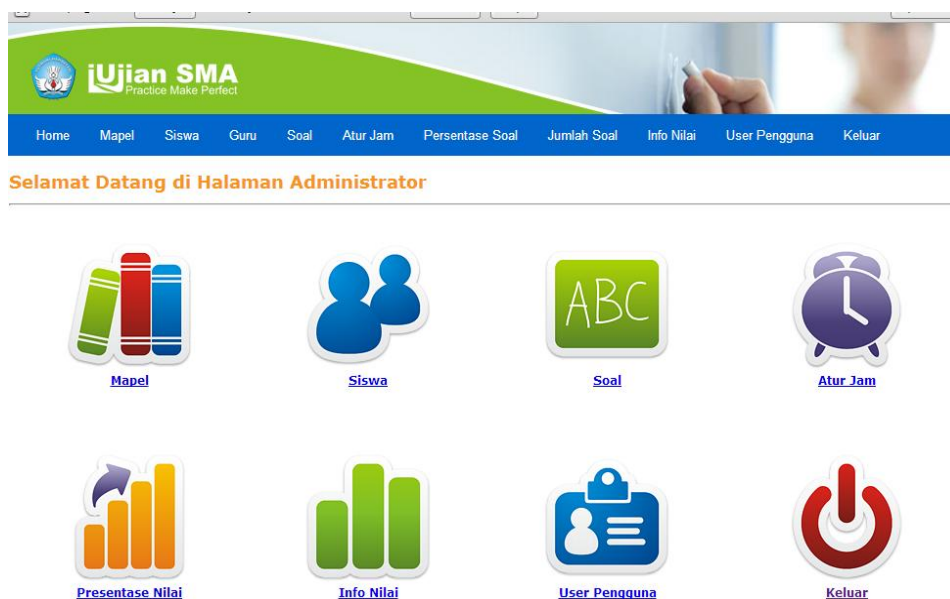 iUjian SMA
Practice Make Perfect
Home Mapel Siswa Guru Soal Atur Jam Persentase Soal Jumlah Soal Info Nilai User Pengguna Keluar
Selamat Datang di Halaman Administrator
ABC
Mapel Siswa Soal Atur Jam
Presentase Nilai Info Nilai User Pengguna Keluar